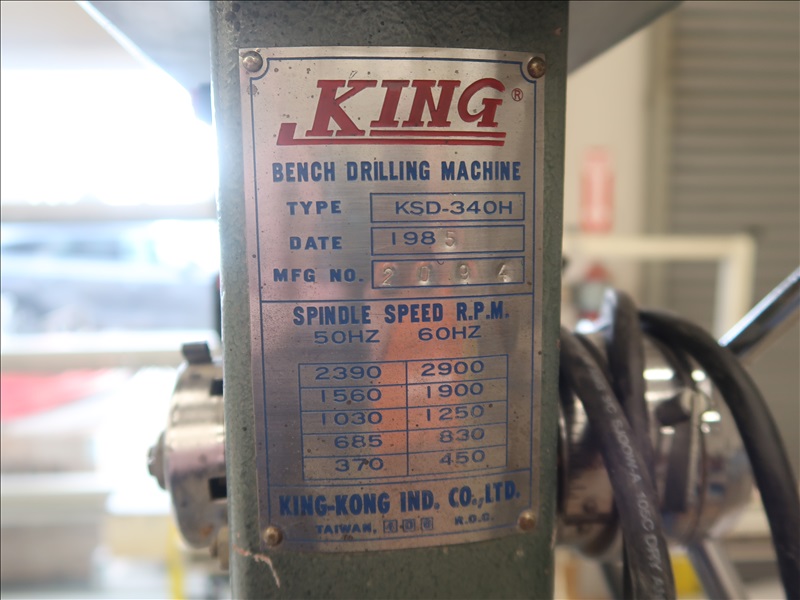 KING®
BENCH DRILLING MACHINE
TYPE KSD-340H
DATE 1985
MFG NO. 2094
SPINDLE SPEED R.P.M.
50HZ 60HZ
2390 2900
1560 1900
1030 1250
685 830
370 450
KING-KONG IND. CO., LTD.
TAIWAN, 400 R.O.C.